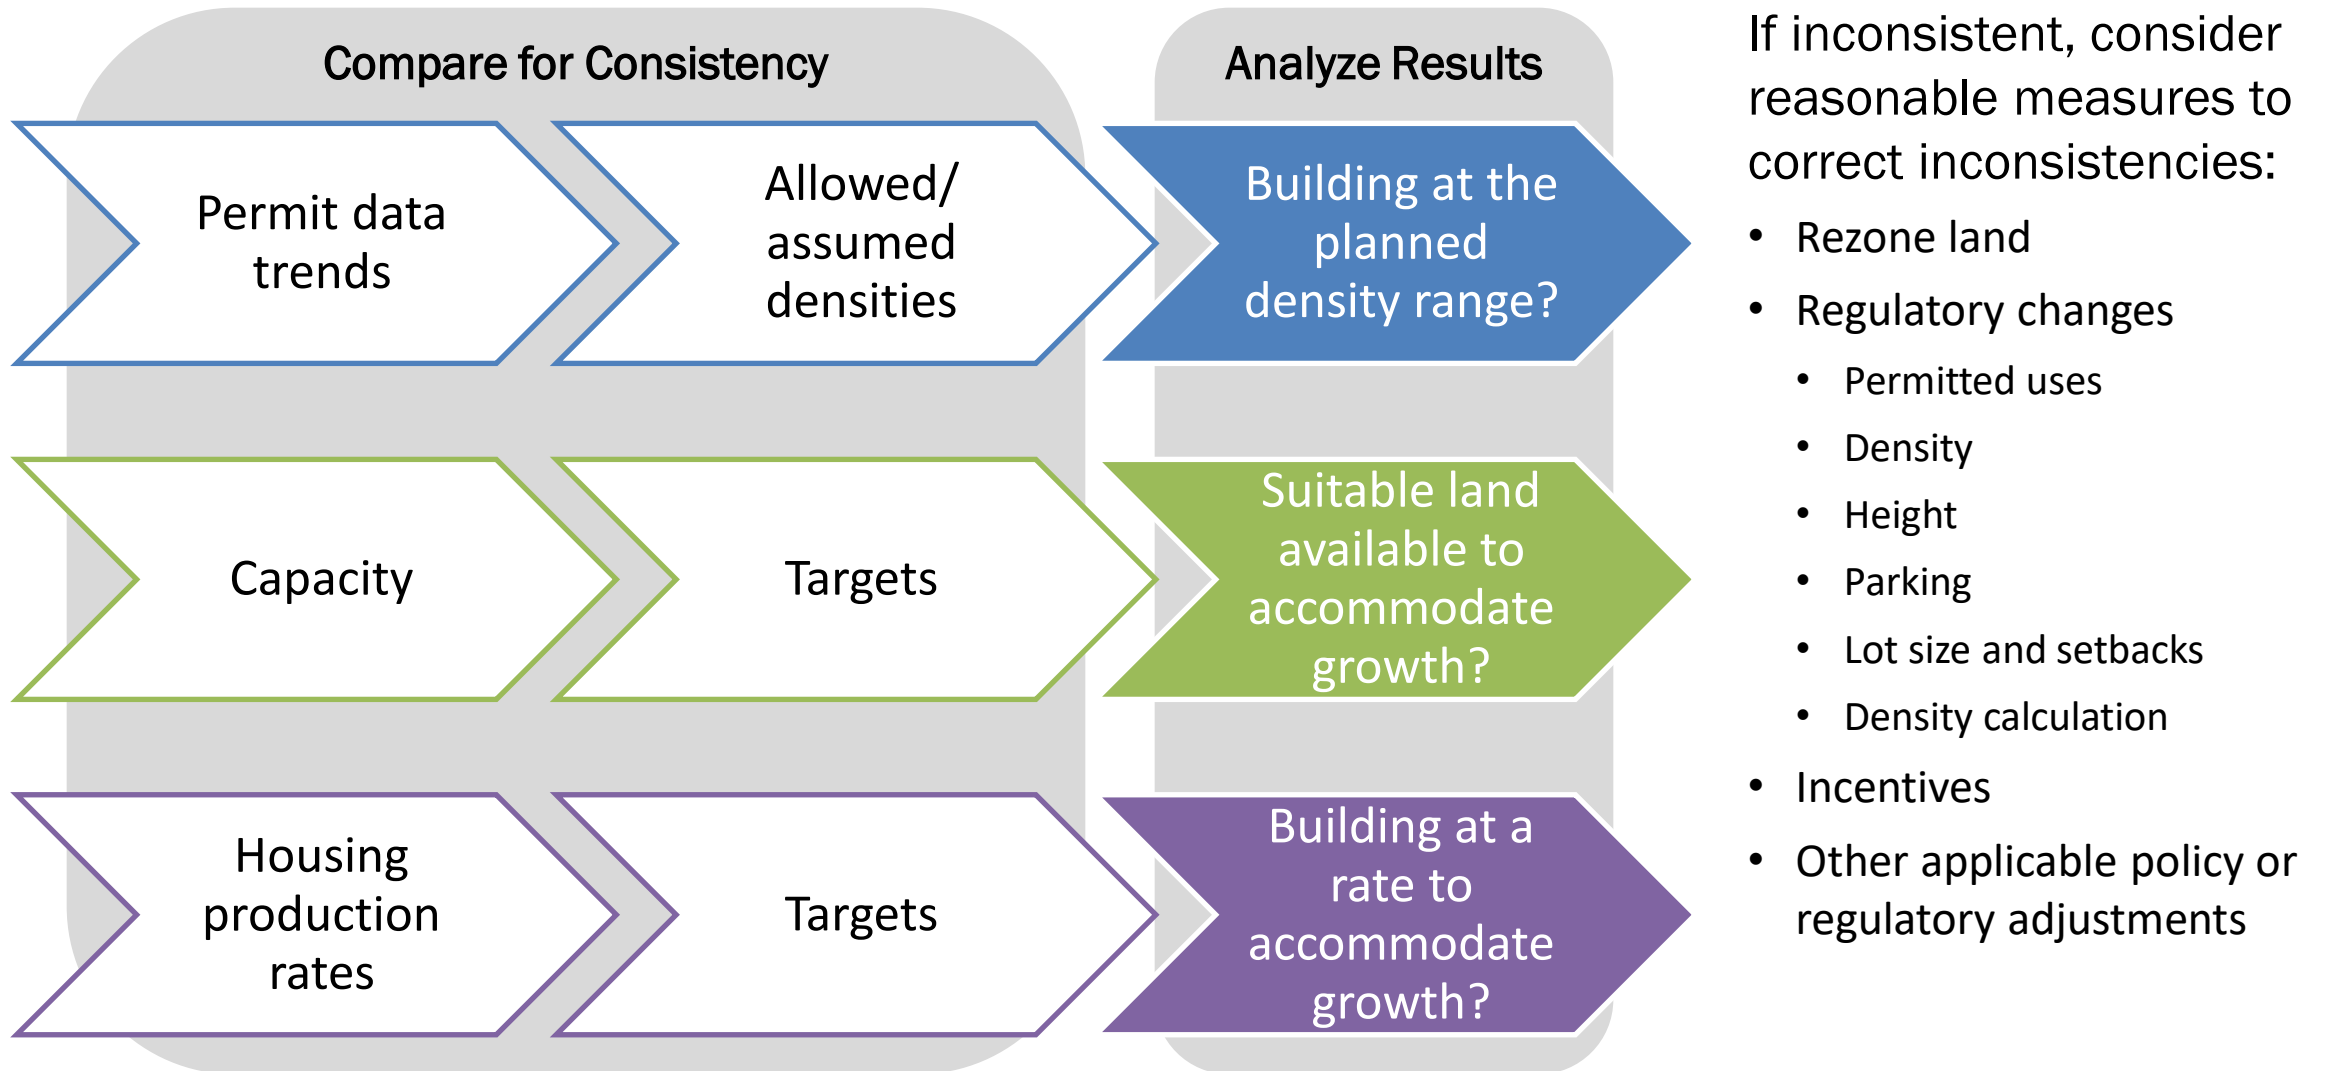 Compare for Consistency
Analyze Results
Permit data
trends
Allowed/
assumed
densities
Building at the
planned
density range?
Capacity
Targets
Suitable land
available to
accommodate
growth?
Housing
production
rates
Targets
Building at a
rate to
accommodate
growth?
If inconsistent, consider
reasonable measures to
correct inconsistencies:
• Rezone land
• Regulatory changes
• Permitted uses
• Density
• Height
• Parking
• Lot size and setbacks
• Density calculation
• Incentives
• Other applicable policy or
regulatory adjustments